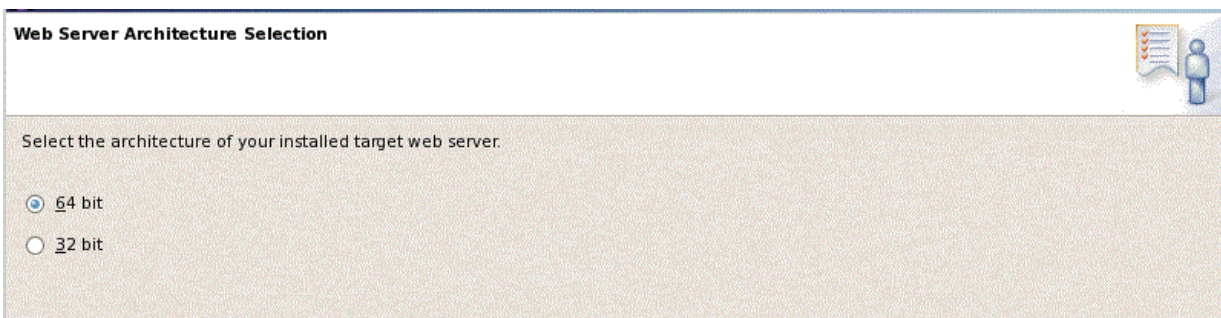 Web Server Architecture Selection
Select the architecture of your installed target web server.
64 bit
32 bit